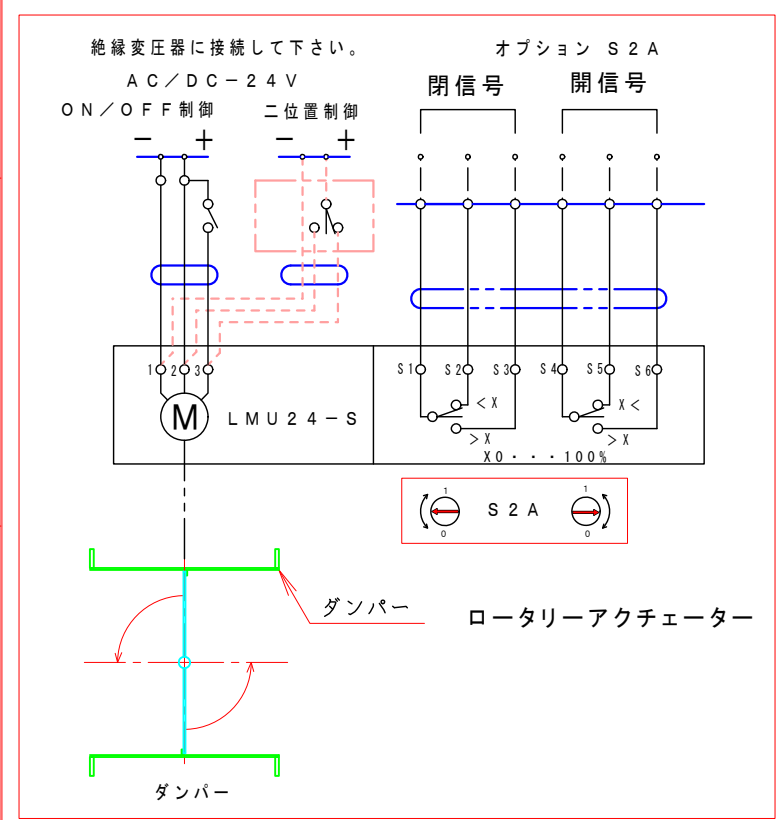 絶縁変圧器に接続して下さい。
オプション S2A
AC/DC-24V
閉信号 開信号
ON/OFF制御 二位置制御
- + - +
1 2 3 S1 S2 S3 S4 S5 S6
M LMU24-S
<X X<
>X >X
X0・・・100%
1 1
S2A
0 0
ダンパー
ロータリーアクチェーター
ダンパー